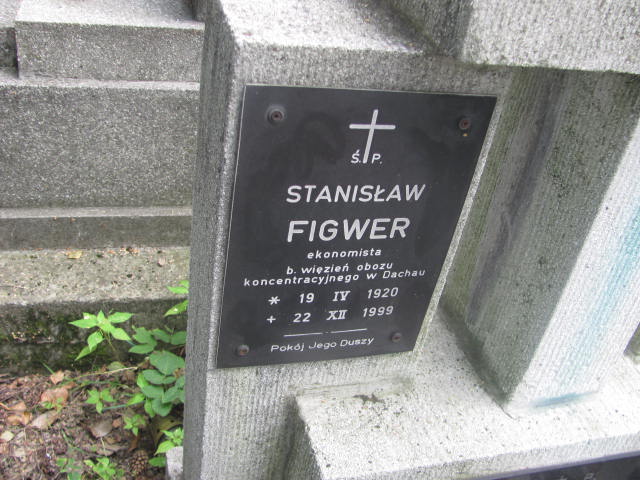 Ś. P.
STANISŁAW
FIGWER
ekonomista
b. więzień obozu
koncentracyjnego w Dachau
* 19 IV 1920
+ 22 XII 1999
Pokój Jego Duszy